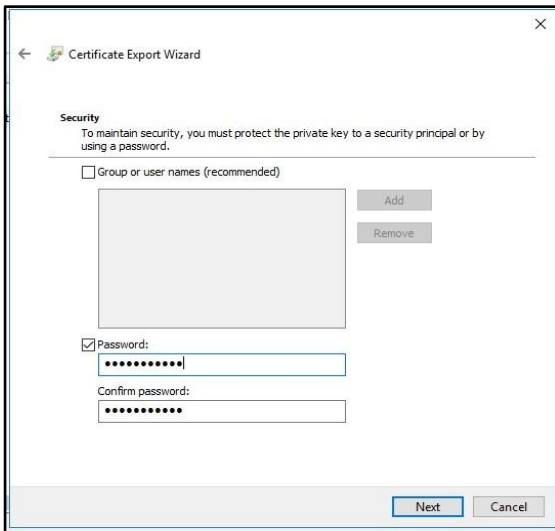 Certificate Export Wizard
Security
To maintain security, you must protect the private key to a security principal or by
using a password.
Group or user names (recommended)
Add
Remove
Password:
●●●●●●●●●●●
Confirm password:
●●●●●●●●●●●
Next
Cancel